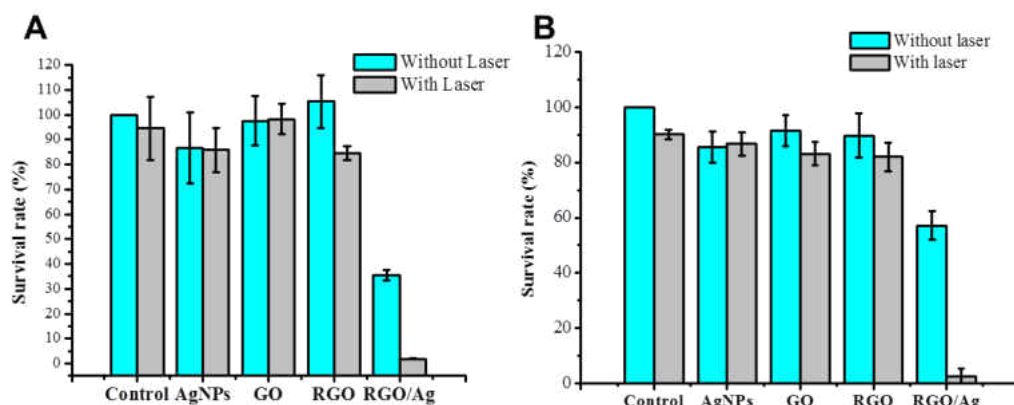 A
Without Laser
With Laser
120
110
100
90
80
70
60
50
40
30
20
10
0
Survival rate (%)
Control AgNPs GO RGO RGO/Ag
B
Without laser
With laser
120
100
80
60
40
20
0
Survival rate (%)
Control AgNPs GO RGO RGO/Ag